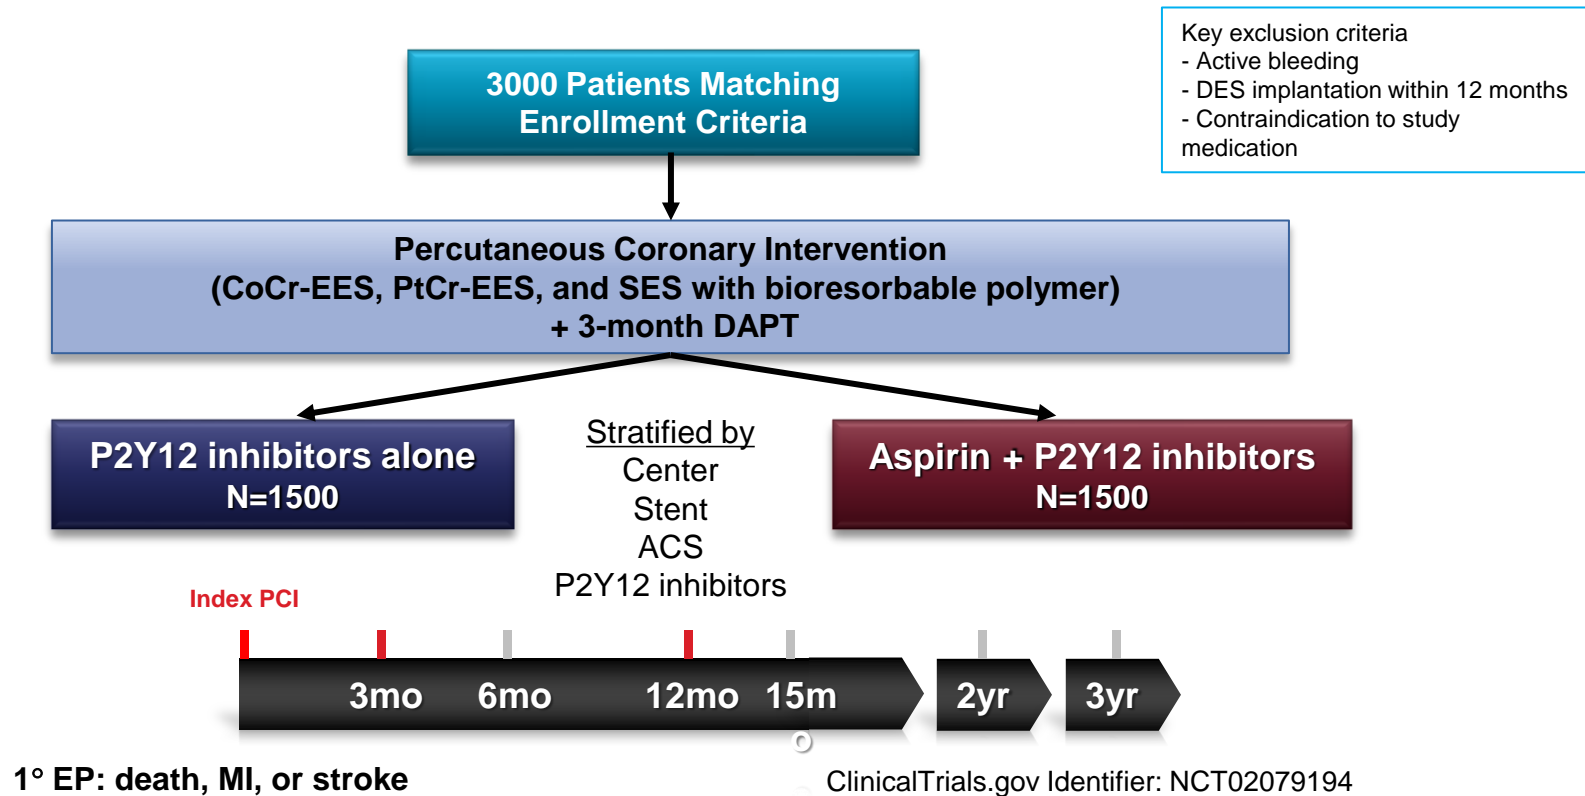 Key exclusion criteria
- Active bleeding
- DES implantation within 12 months
- Contraindication to study
medication
3000 Patients Matching
Enrollment Criteria
Percutaneous Coronary Intervention
(CoCr-EES, PtCr-EES, and SES with bioresorbable polymer)
+ 3-month DAPT
P2Y12 inhibitors alone
N=1500
Stratified by
Center
Stent
ACS
P2Y12 inhibitors
Aspirin + P2Y12 inhibitors
N=1500
Index PCI
3mo 6mo 12mo 15m
o
2yr 3yr
1° EP: death, MI, or stroke
ClinicalTrials.gov Identifier: NCT02079194